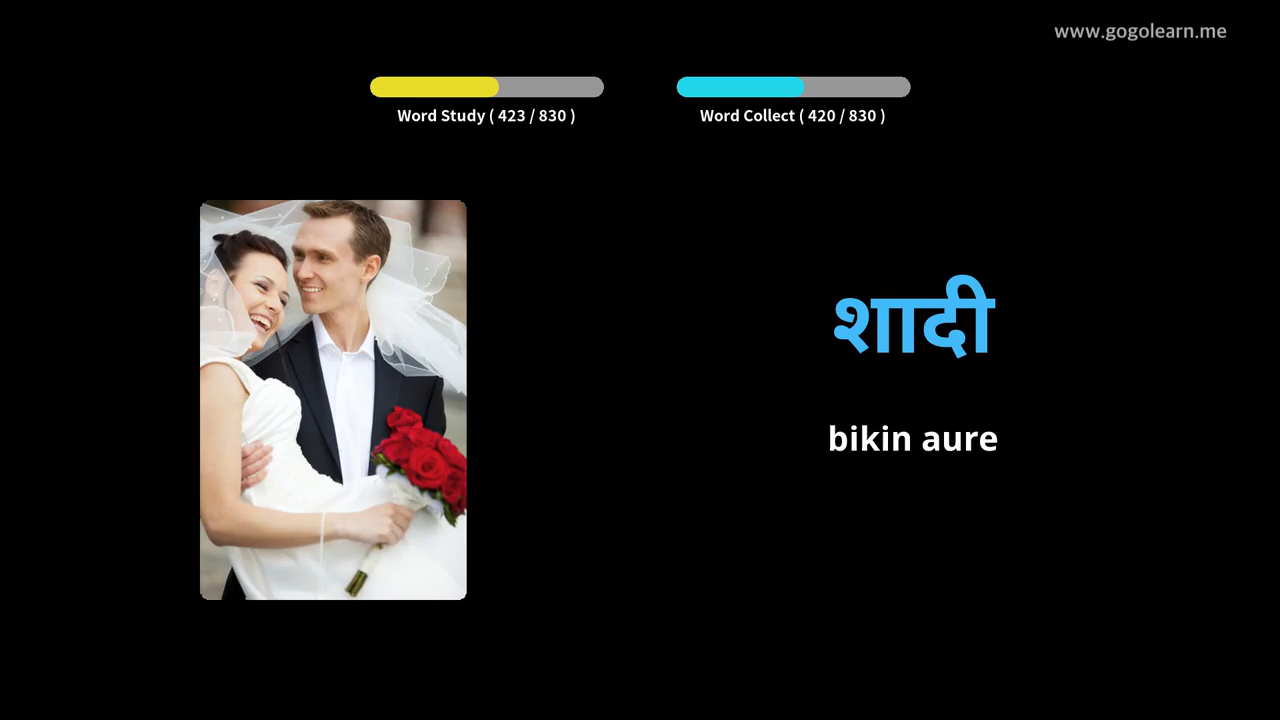 www.gogolearn.me
Word Study ( 423 / 830 )
Word Collect ( 420 / 830 )
शादी
bikin aure